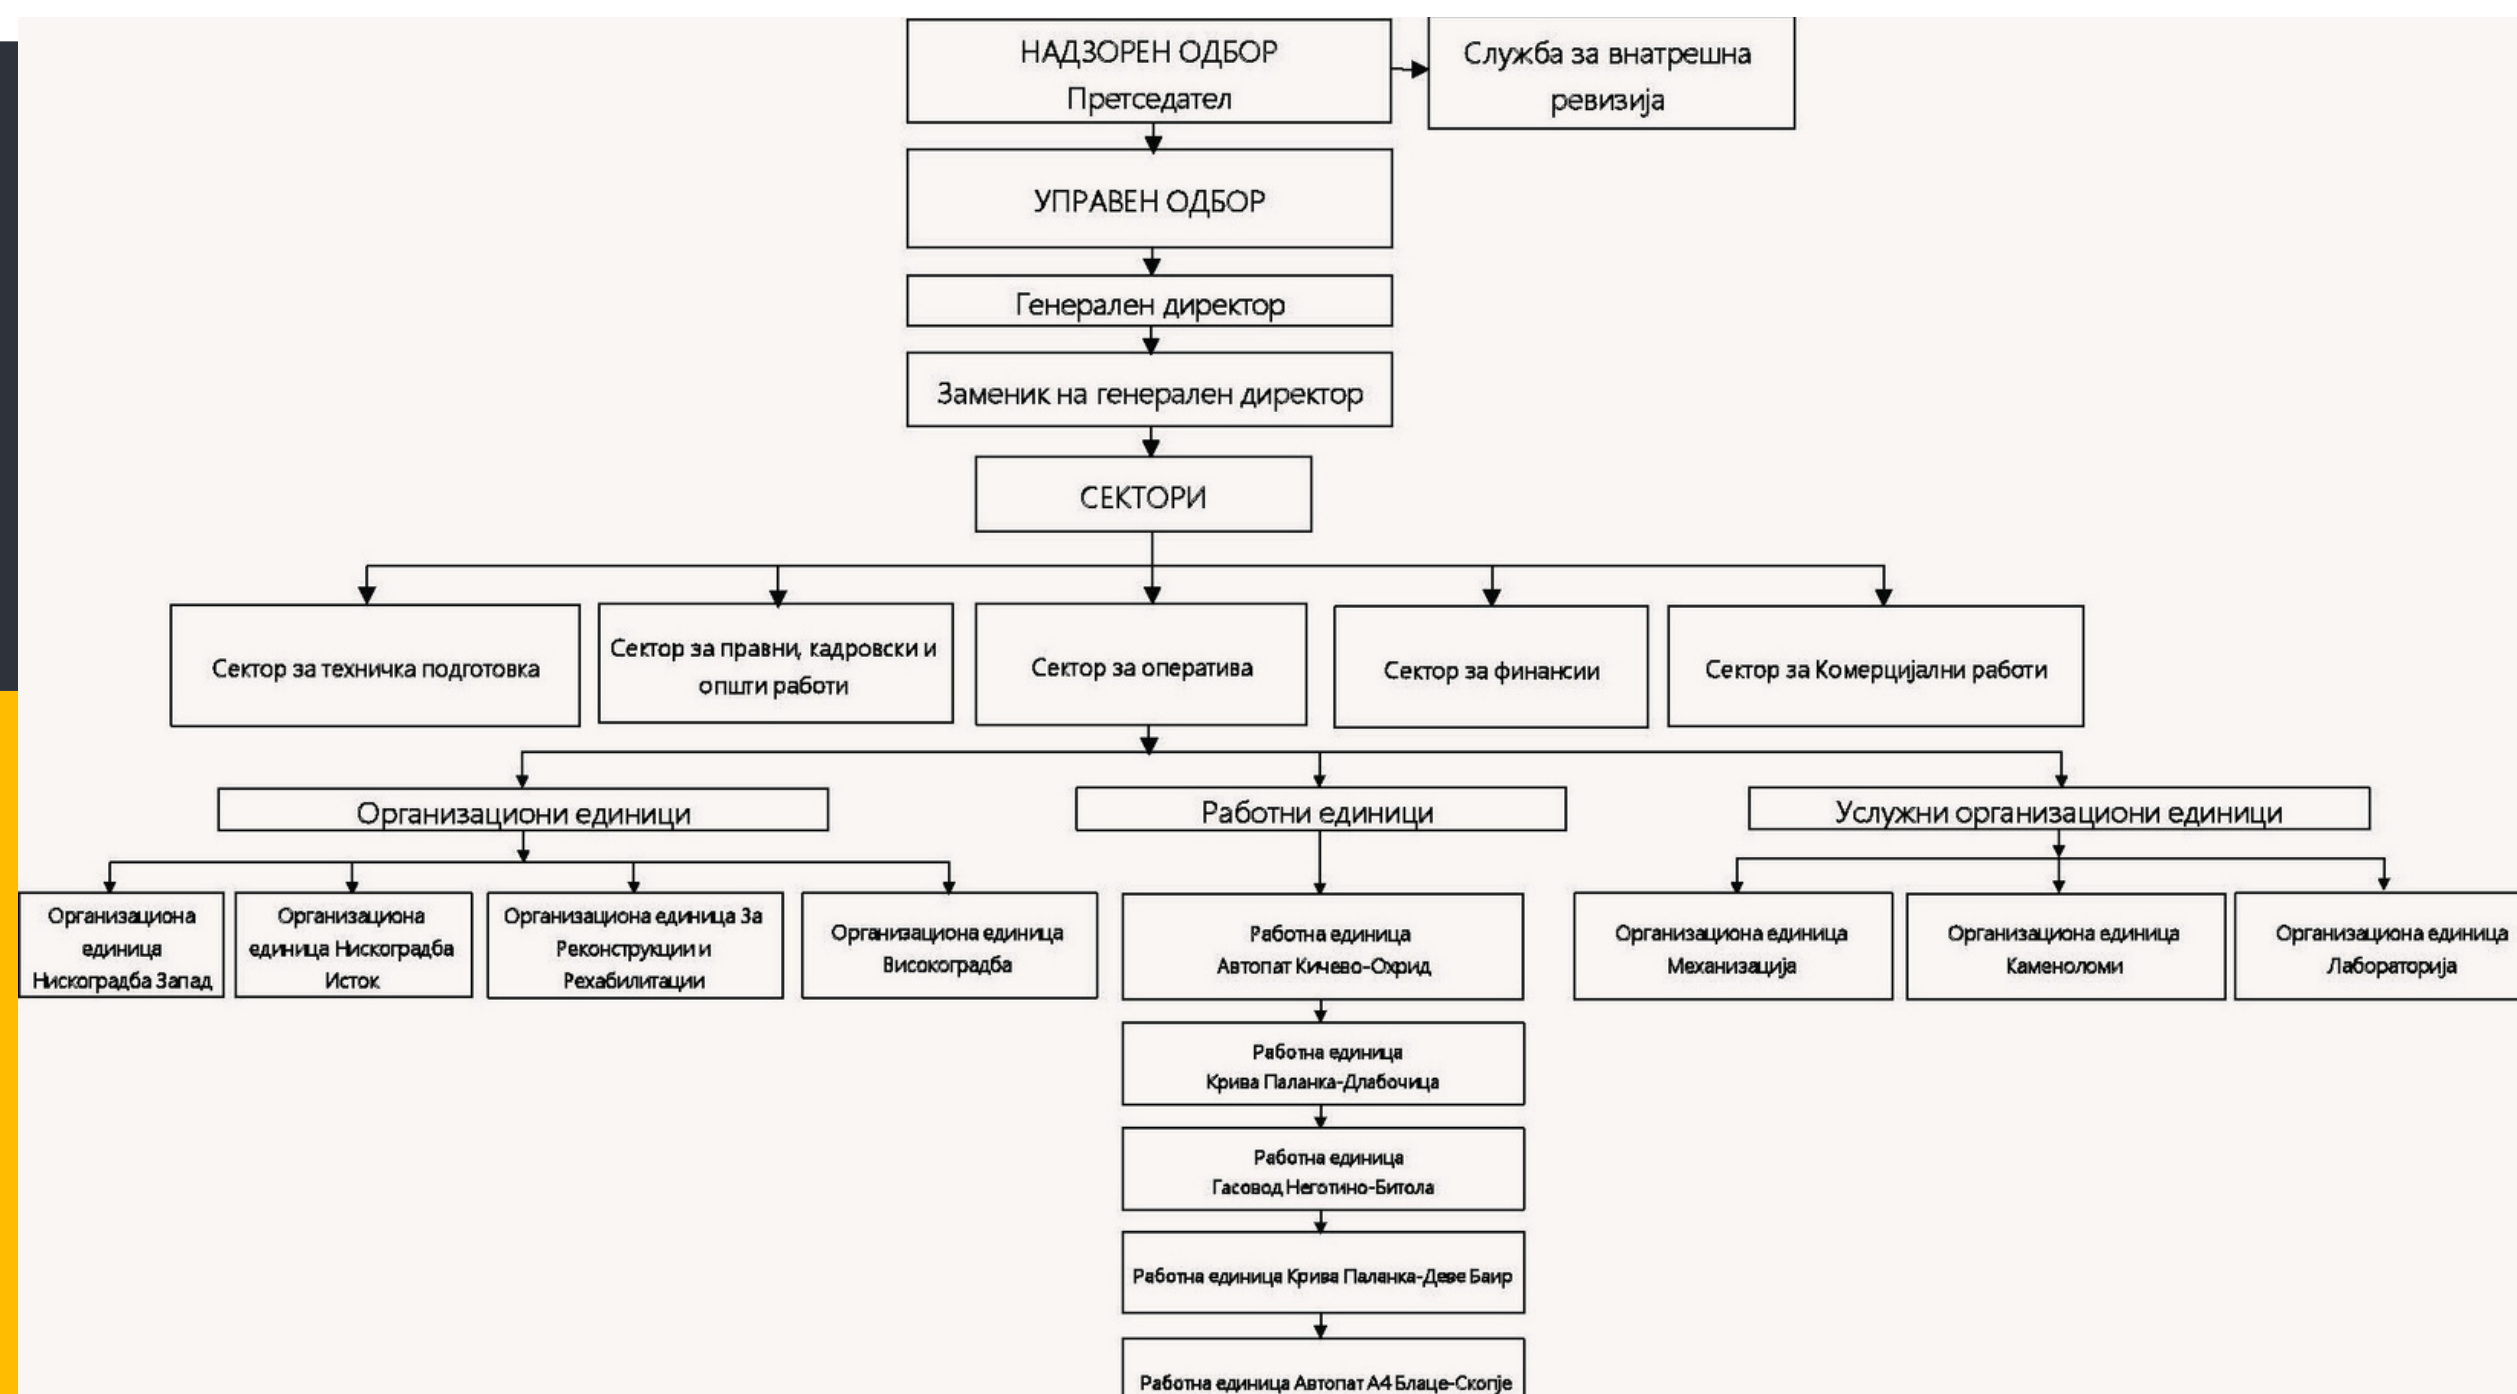 НАДЗОРЕН ОДБОР
Претседател
Служба за внатрешна
ревизија
УПРАВЕН ОДБОР
Генерален директор
Заменик на генерален директор
СЕКТОРИ
Сектор за техничка подготовка
Сектор за правни, кадровски и
општи работи
Сектор за оператива
Сектор за финансии
Сектор за Комерцијални работи
Организациони единици
Работни единици
Услужни организациони единици
Организациона
единица
Нискоградба Запад
Организациона
единица Нискоградба
Исток
Организациона единица За
Реконструкции и
Рехабилитации
Организациона единица
Високоградба
Работна единица
Автопат Кичево-Охрид
Организациона единица
Механизација
Организациона единица
Каменоломи
Организациона единица
Лабораторија
Работна единица
Крива Паланка-Длабочица
Работна единица
Гасовод Неготино-Битола
Работна единица Крива Паланка-Деве Баир
Работна единица Автопат А4 Блаце-Скопје